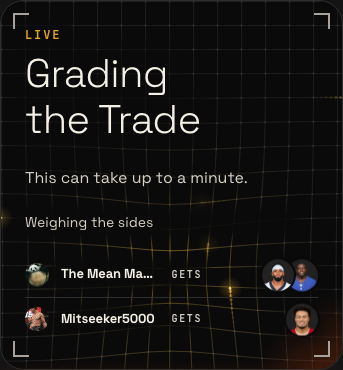 LIVE
Grading
the Trade
This can take up to a minute.
Weighing the sides
The Mean Ma... GETS
Mitseeker5000 GETS